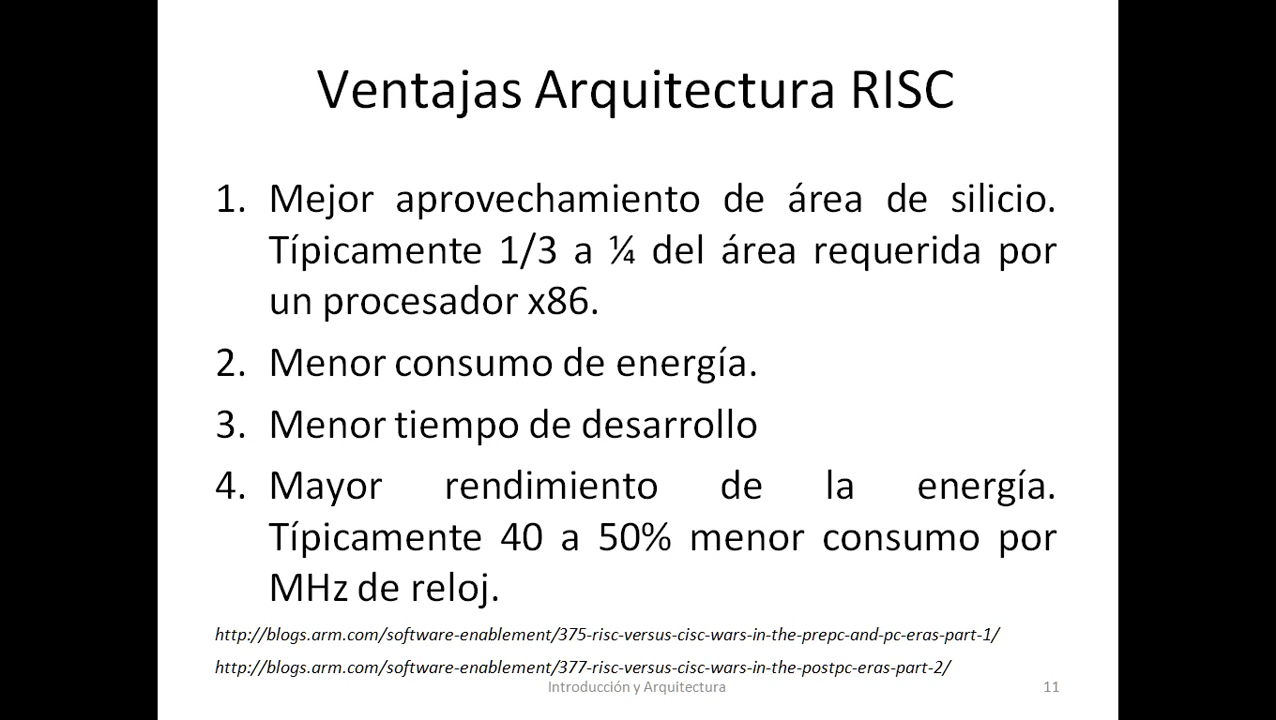 Ventajas Arquitectura RISC
1. Mejor aprovechamiento de área de silicio.
Típicamente 1/3 a ¼ del área requerida por
un procesador x86.
2. Menor consumo de energía.
3. Menor tiempo de desarrollo
4. Mayor rendimiento de la energía.
Típicamente 40 a 50% menor consumo por
MHz de reloj.
http://blogs.arm.com/software-enablement/375-risc-versus-cisc-wars-in-the-prepc-and-pc-eras-part-1/
http://blogs.arm.com/software-enablement/377-risc-versus-cisc-wars-in-the-postpc-eras-part-2/
Introducción y Arquitectura 11